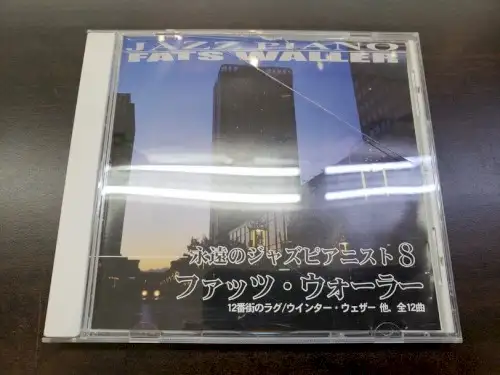 JAZZ PIANO
FATS WALLER
永遠のジャズピアニスト8
ファッツ・ウォーラー
12番街のラグ/ウインター・ウェザー 他、全12曲